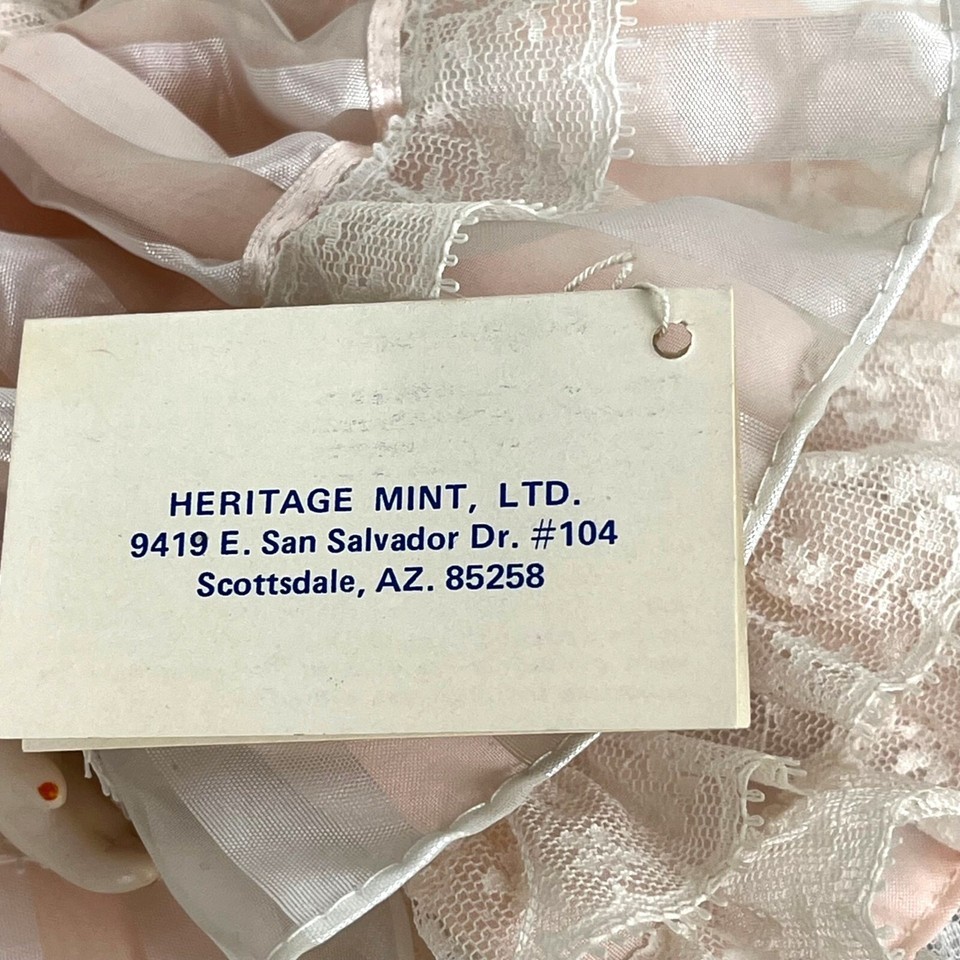 HERITAGE MINT, LTD.
9419 E. San Salvador Dr. #104
Scottsdale, AZ. 85258